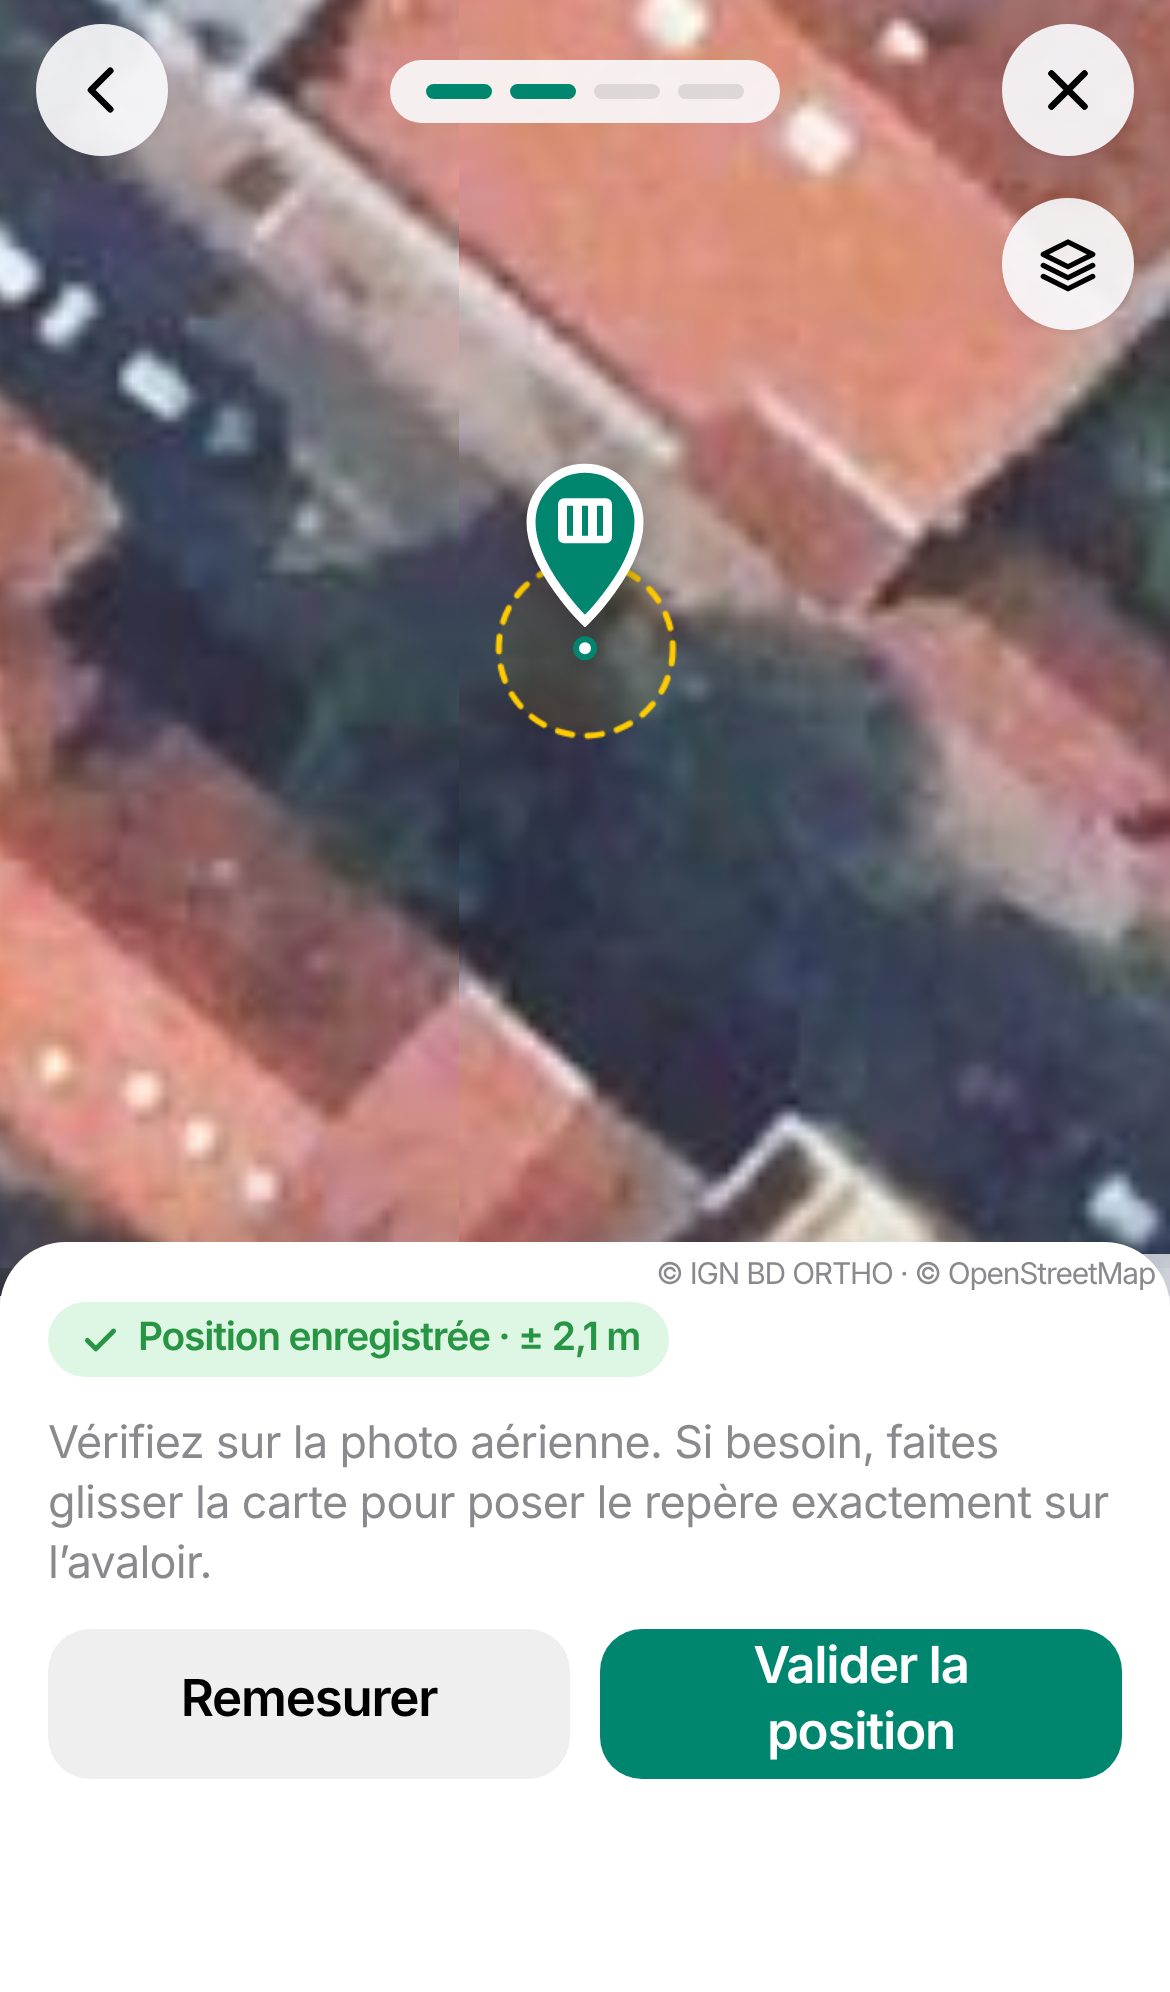 © IGN BD ORTHO · © OpenStreetMap
Position enregistrée · ± 2,1 m
Vérifiez sur la photo aérienne. Si besoin, faites
glisser la carte pour poser le repère exactement sur
l’avaloir.
Remesurer
Valider la
position